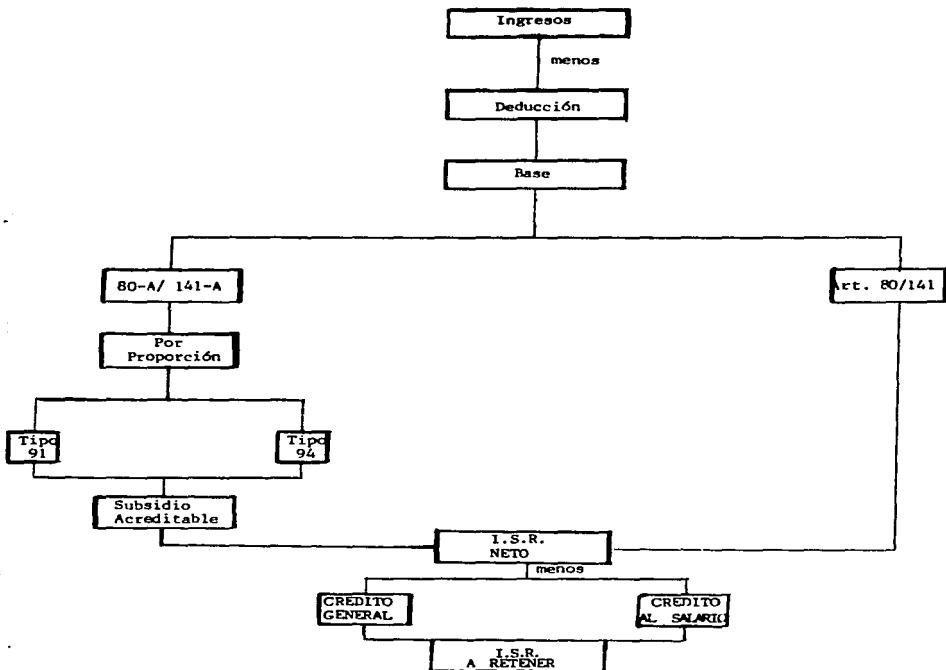 Ingresos
menos
Deducción
Base
80-A/ 141-A
Art. 80/141
Por
Proporción
Tipo
91
Tipo
94
Subsidio
Acreditable
I.S.R.
NETO
menos
CREDITO
GENERAL
CREDITO
AL SALARIO
I.S.R.
A RETENER